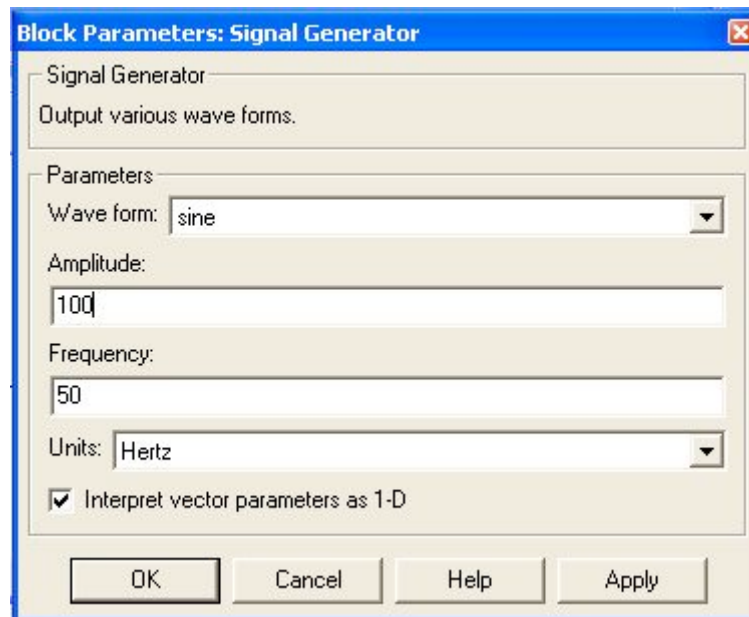 Block Parameters: Signal Generator
Signal Generator
Output various wave forms.
Parameters
Wave form: sine
Amplitude:
100
Frequency:
50
Units: Hertz
Interpret vector parameters as 1-D
OK Cancel Help Apply